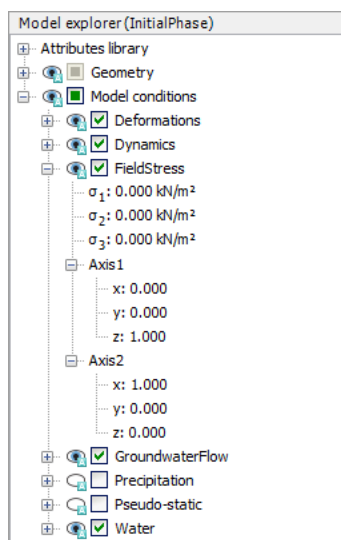 Model explorer (InitialPhase)
Attributes library
Geometry
Model conditions
Deformations
Dynamics
FieldStress
σ₁: 0.000 kN/m²
σ₂: 0.000 kN/m²
σ₃: 0.000 kN/m²
Axis1
x: 0.000
y: 0.000
z: 1.000
Axis2
x: 1.000
y: 0.000
z: 0.000
GroundwaterFlow
Precipitation
Pseudo-static
Water